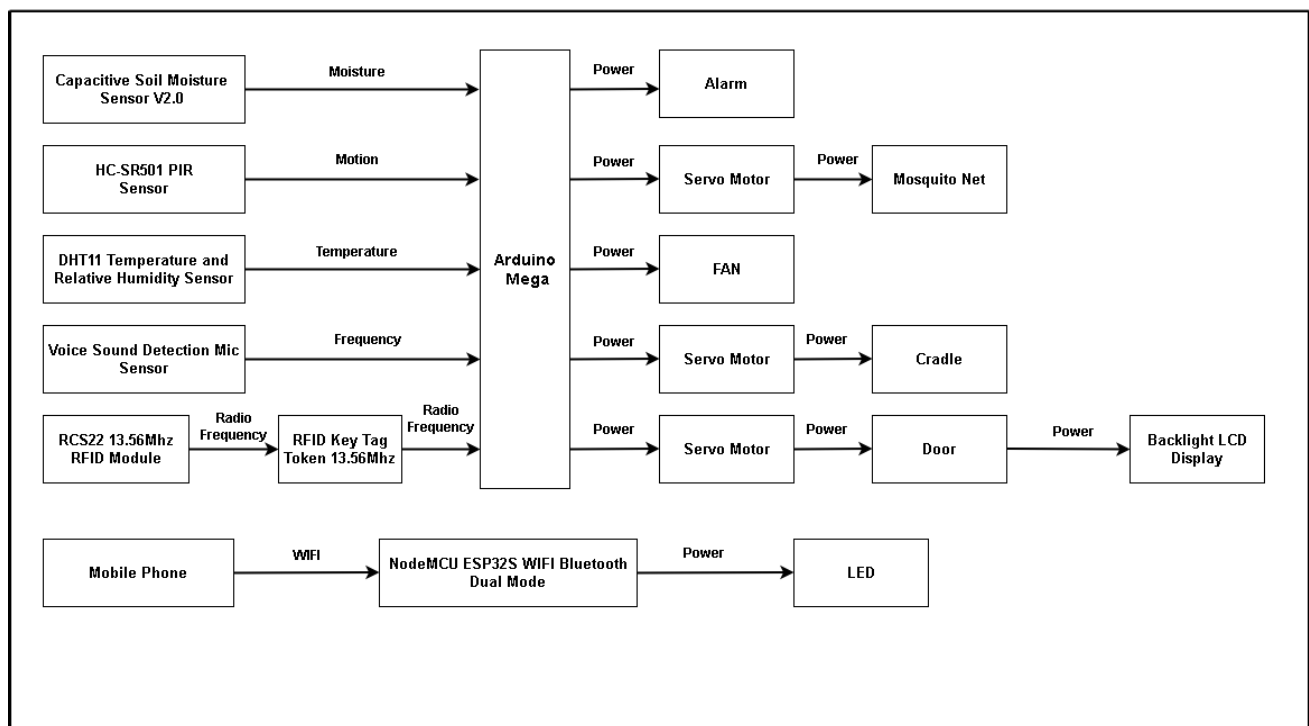 Capacitive Soil Moisture
Sensor V2.0
Moisture
Power
Alarm
HC-SR501 PIR
Sensor
Motion
Power
Servo Motor
Power
Mosquito Net
DHT11 Temperature and
Relative Humidity Sensor
Temperature
Arduino
Mega
Power
FAN
Voice Sound Detection Mic
Sensor
Frequency
Power
Servo Motor
Power
Cradle
RCS22 13.56Mhz
RFID Module
Radio
Frequency
RFID Key Tag
Token 13.56Mhz
Radio
Frequency
Power
Servo Motor
Power
Door
Power
Backlight LCD
Display
Mobile Phone
WIFI
NodeMCU ESP32S WIFI Bluetooth
Dual Mode
Power
LED